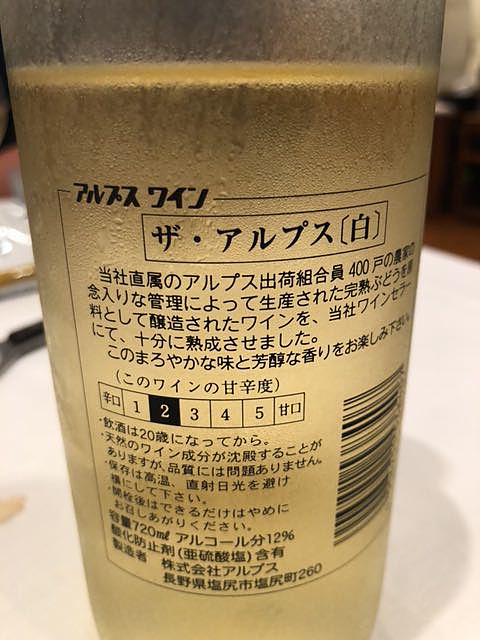 アルプス ワイン
ザ・アルプス〔白〕
当社直属のアルプス出荷組合員400戸の農家の
念入りな管理によって生産された完熟ぶどうを原
料として醸造されたワインを、当社ワインセラー
にて、十分に熟成させました。
このまろやかな味と芳醇な香りをお楽しみ下さい。
(このワインの甘辛度)
辛口 1 2 3 4 5 甘口
・飲酒は20歳になってから。
・天然のワイン成分が沈殿することが
ありますが、品質には問題ありません。
・保存は高温、直射日光を避け
横にして下さい。
・開栓後はできるだけはやめに
お召しあがりください。
容量720㎖ アルコール分12%
酸化防止剤(亜硫酸塩)含有
製造者 株式会社アルプス
長野県塩尻市塩尻町260